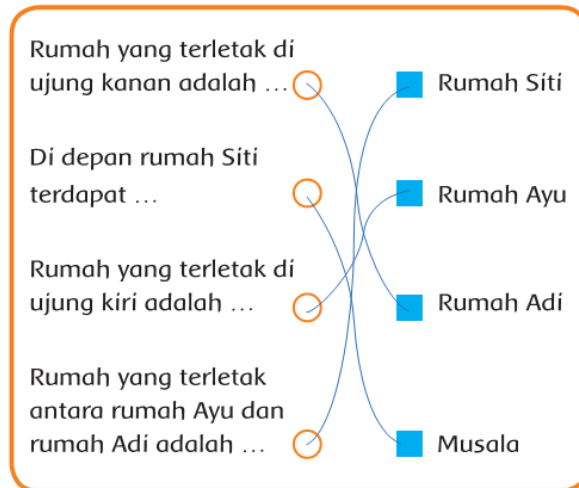 Rumah yang terletak di
ujung kanan adalah ...
Rumah Siti
Di depan rumah Siti
terdapat ...
Rumah Ayu
Rumah yang terletak di
ujung kiri adalah ...
Rumah Adi
Rumah yang terletak
antara rumah Ayu dan
rumah Adi adalah ...
Musala